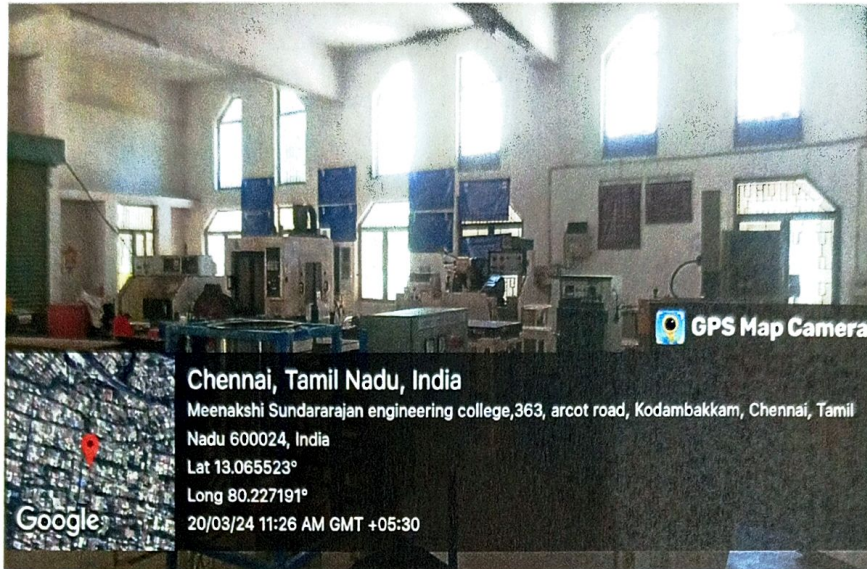 GPS Map Camera
Chennai, Tamil Nadu, India
Meenakshi Sundararajan engineering college,363, arcot road, Kodambakkam, Chennai, Tamil
Nadu 600024, India
Lat 13.065523°
Long 80.227191°
20/03/24 11:26 AM GMT +05:30
Google